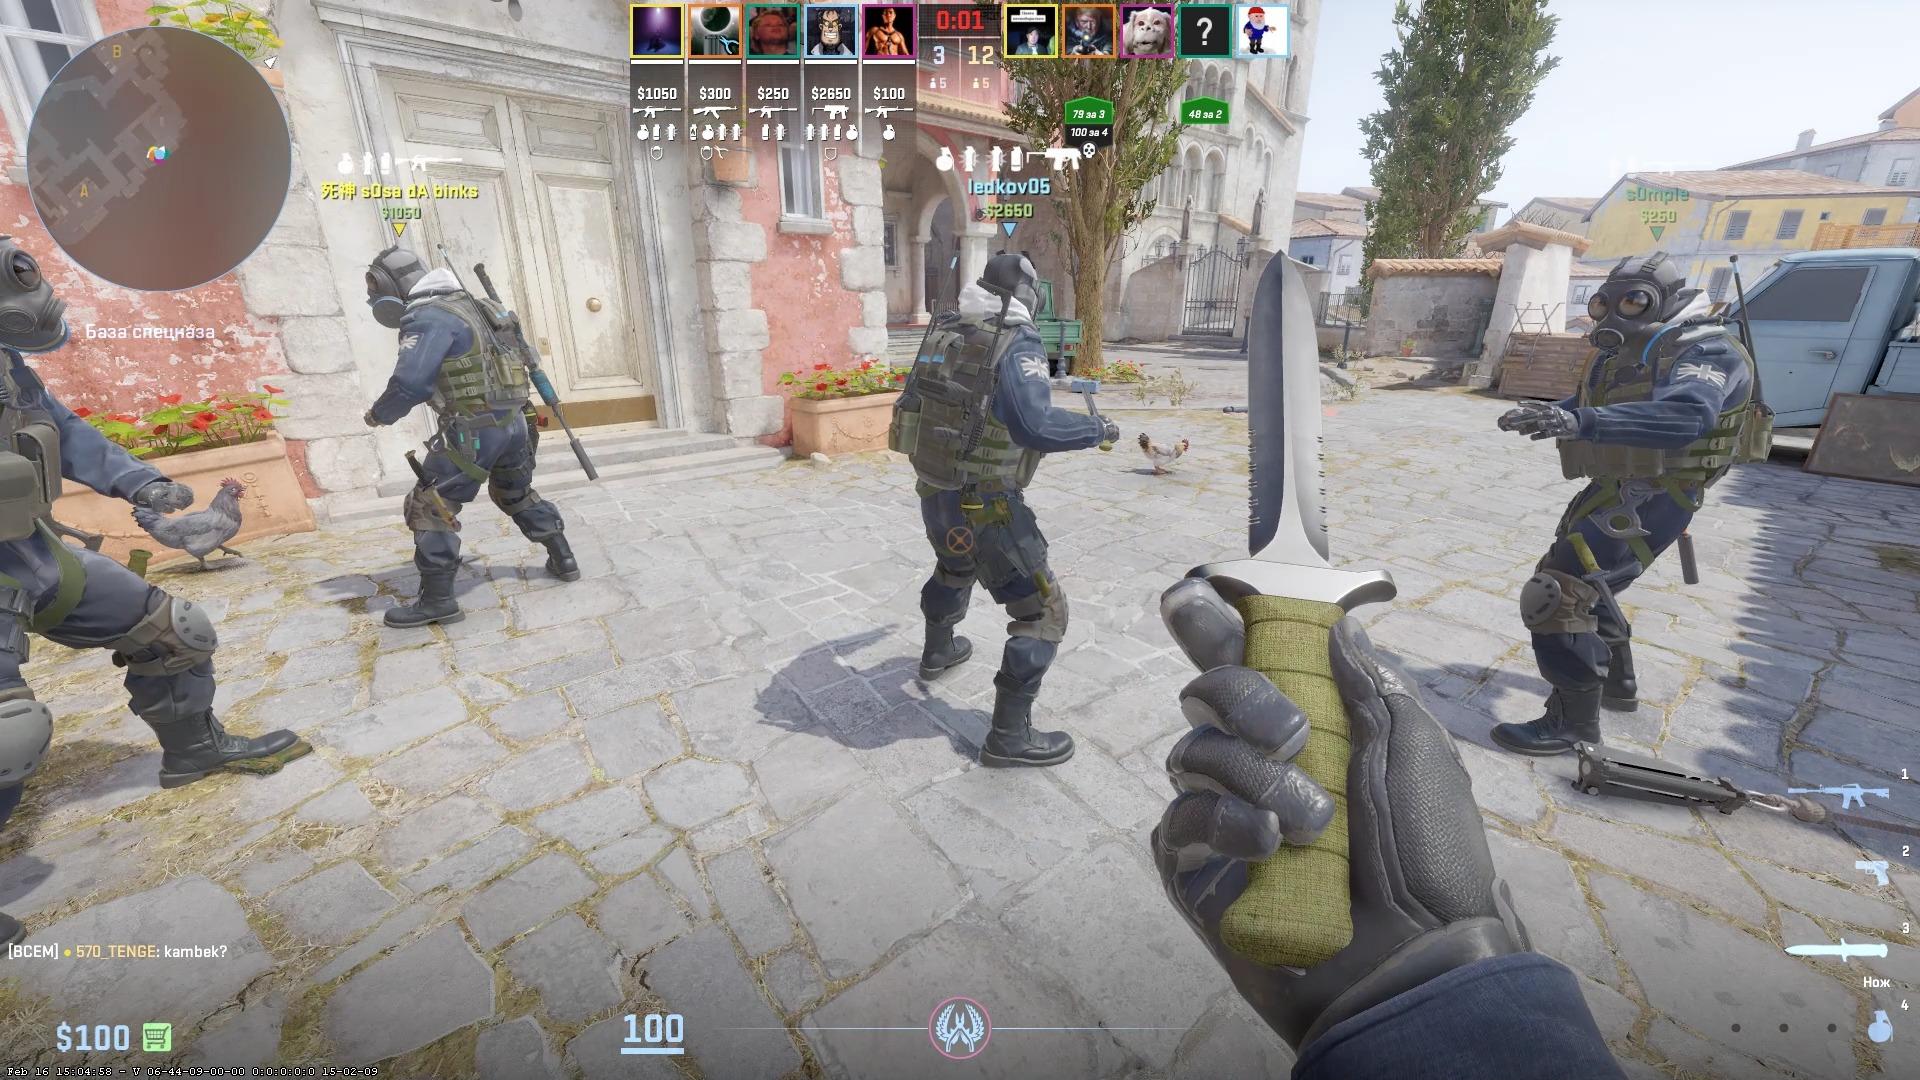 B
A
База спецназа
$1050
$300
$250
$2650
$100
0:01
3 12
5 5
?
79 за 3
100 за 4
48 за 2
死神 sOsa dA binks
$1050
ledkov05
$2650
s0mple
$250
1
2
3
Нож
4
[ВСЕМ] ● 570_TENGE: kambek?
$100
100
Feb 16 15:04:58 - V 06-44-09-00-00 0:0:0:0:0 15-02-09